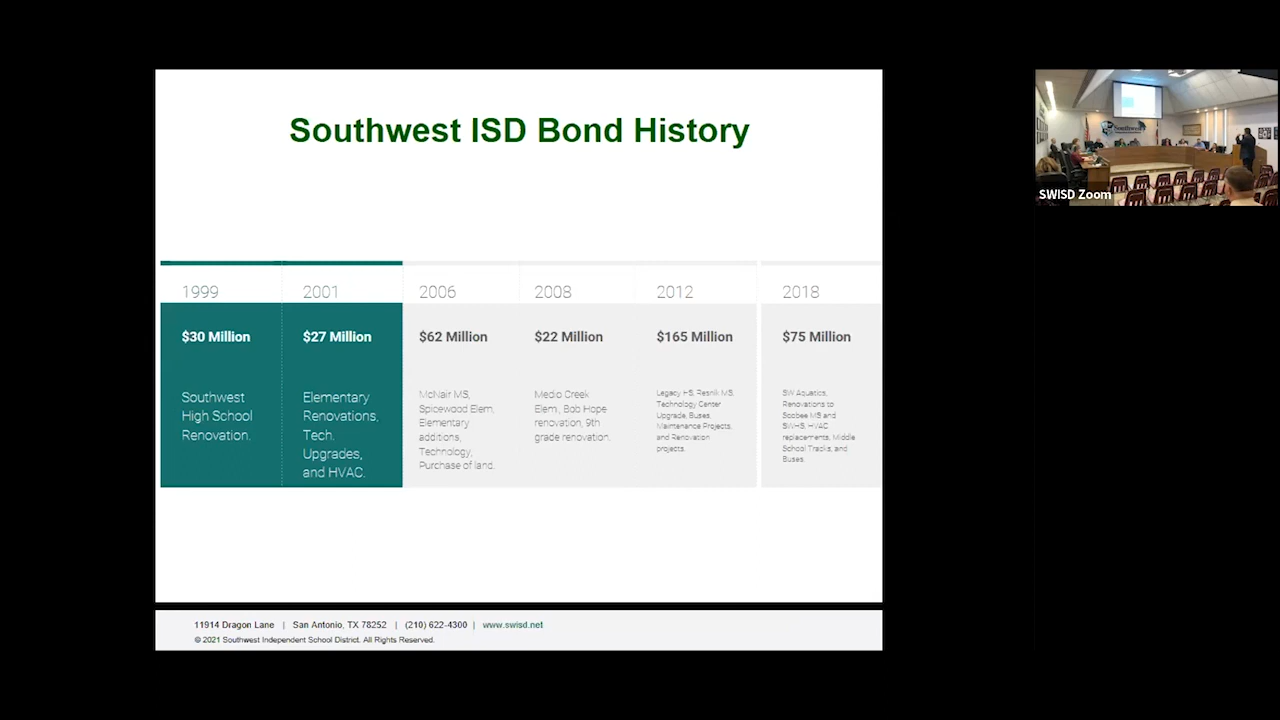 Southwest ISD Bond History
1999
2001
2006
2008
2012
2018
$30 Million
$27 Million
$62 Million
$22 Million
$165 Million
$75 Million
Southwest
High School
Renovation.
Elementary
Renovations,
Tech.
Upgrades,
and HVAC.
McNair MS,
Spicewood Elem,
Elementary
additions,
Technology,
Purchase of land.
Medio Creek
Elem., Bob Hope
renovation, 9th
grade renovation.
Legacy HS, Resnik MS,
Technology Center
Upgrade, Buses,
Maintenance Projects,
and Renovation
projects.
SW Aquatics,
Renovations to
Scobee MS and
SWHS, HVAC
replacements, Middle
School Tracks, and
Buses.
11914 Dragon Lane | San Antonio, TX 78252 | (210) 622-4300 | www.swisd.net
© 2021 Southwest Independent School District. All Rights Reserved.
Southwest
SWISD Zoom